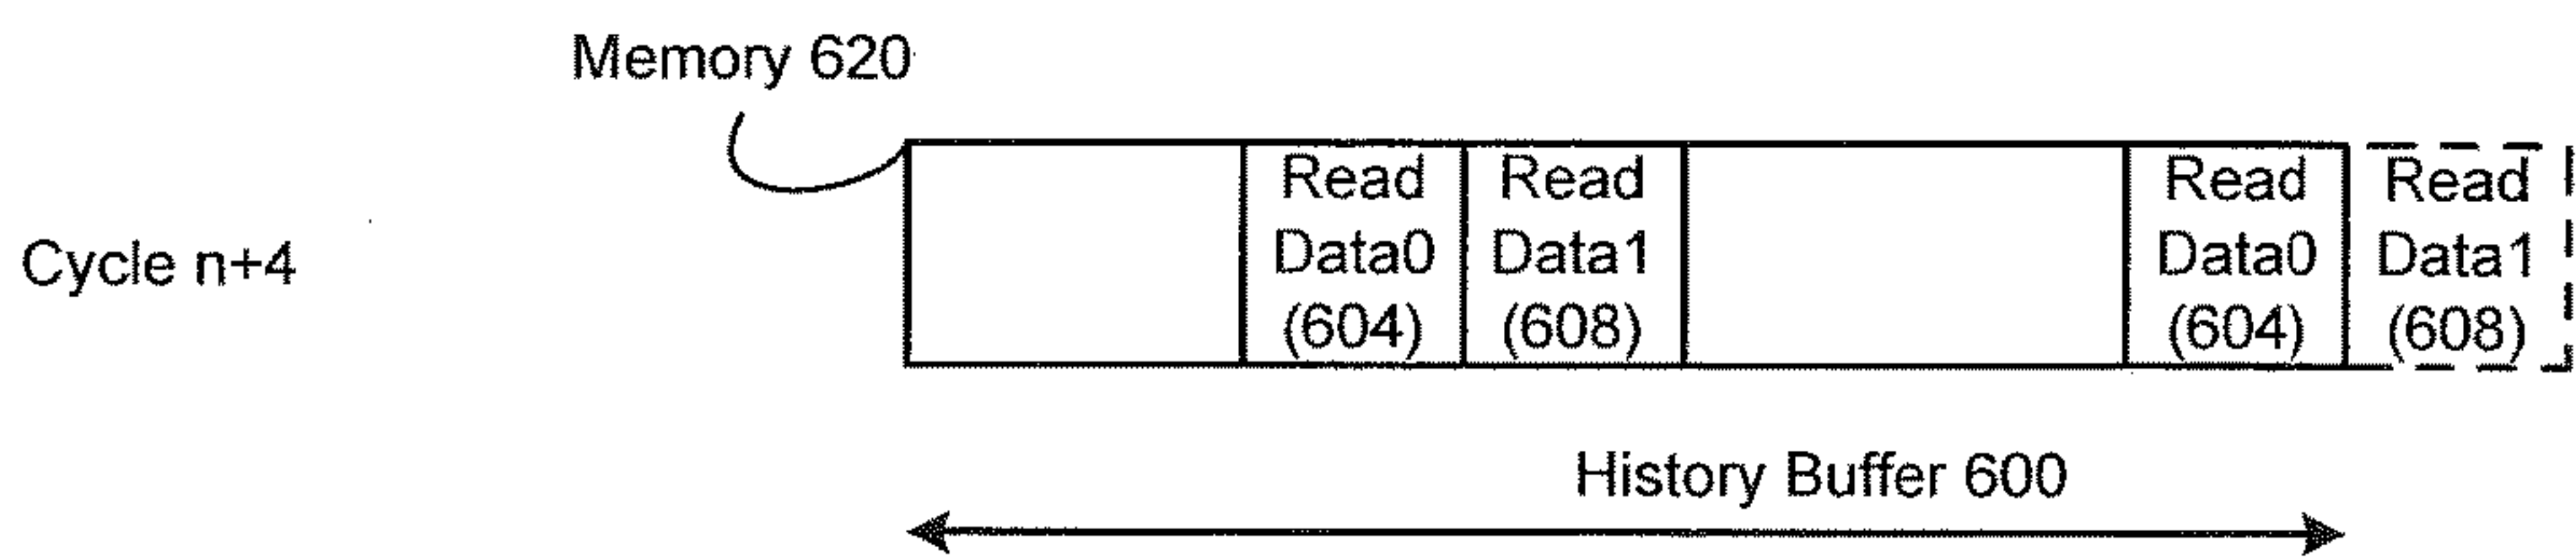 Memory 620
Cycle n+4
Read Data0 (604)
Read Data1 (608)
Read Data0 (604)
Read Data1 (608)
History Buffer 600